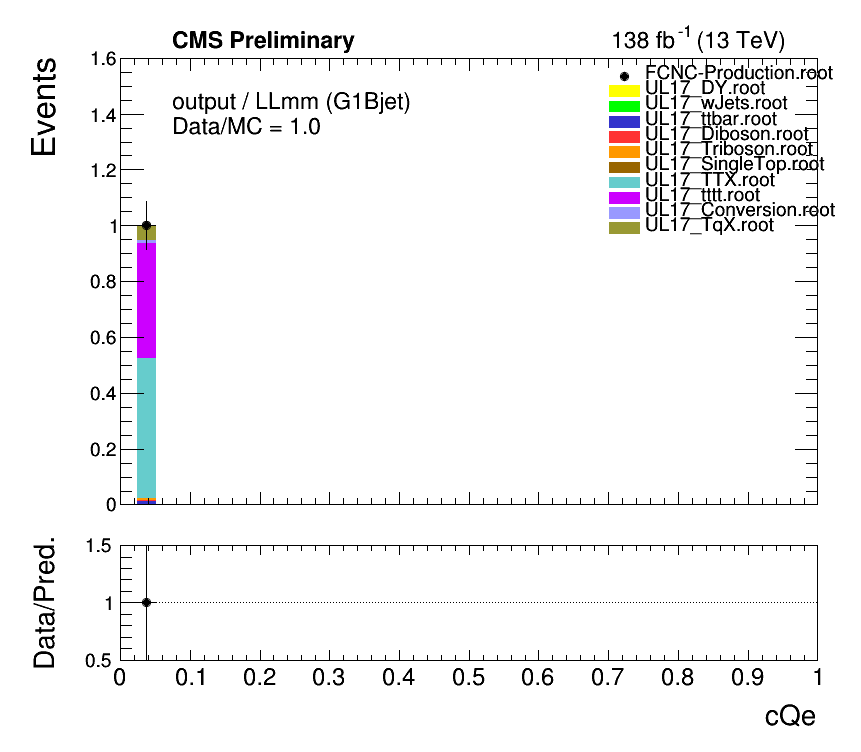 CMS Preliminary
138 fb-1 (13 TeV)
Events
output / LLmm (G1Bjet)
Data/MC = 1.0
FCNC-Production.root
UL17_DY.root
UL17_wJets.root
UL17_ttbar.root
UL17_Diboson.root
UL17_Triboson.root
UL17_SingleTop.root
UL17_TTX.root
UL17_tttt.root
UL17_Conversion.root
UL17_TqX.root
1.6
1.4
1.2
1
0.8
0.6
0.4
0.2
0
Data/Pred.
1.5
1
0.5
0 0.1 0.2 0.3 0.4 0.5 0.6 0.7 0.8 0.9 1
cQe